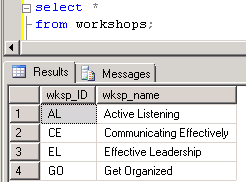 select *
from workshops;
Results Messages
wksp_ID wksp_name
1 AL Active Listening
2 CE Communicating Effectively
3 EL Effective Leadership
4 GO Get Organized